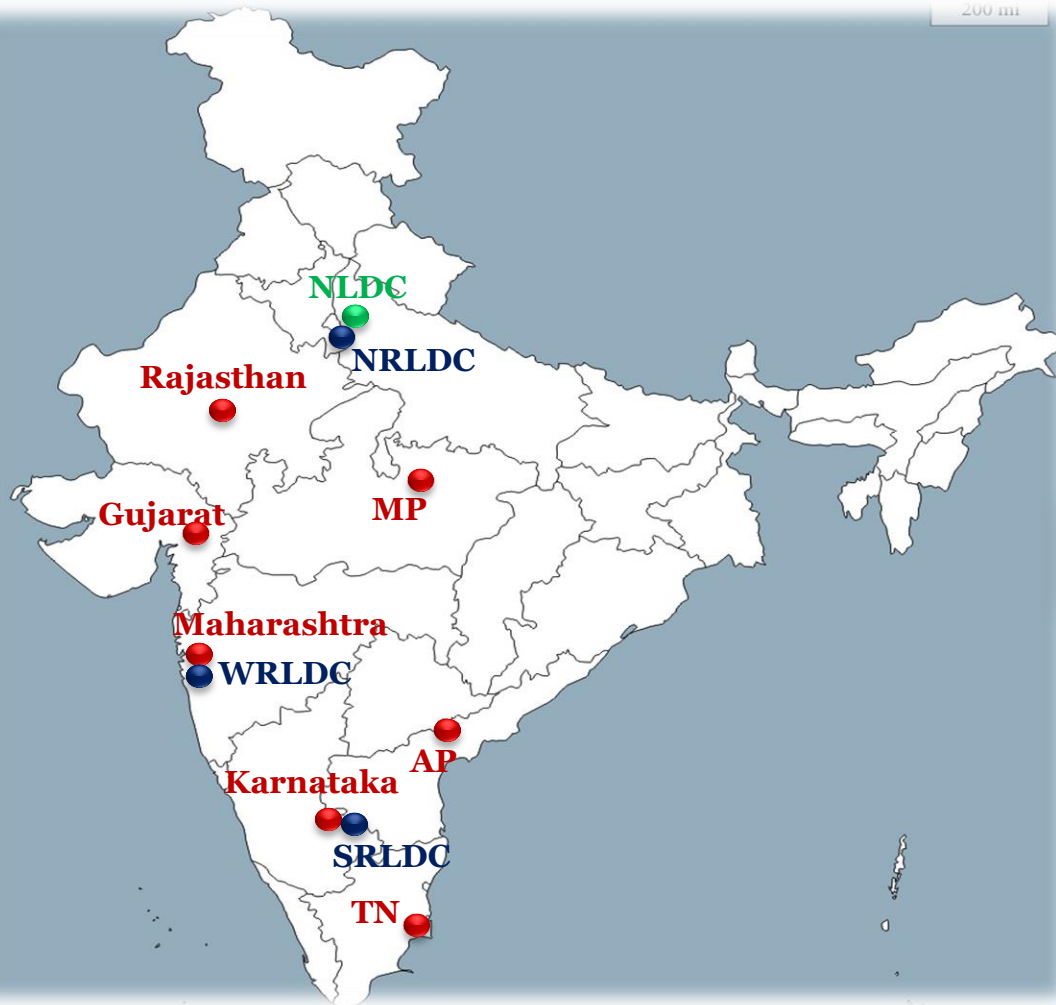 200 mi
NLDC
NRLDC
Rajasthan
MP
Gujarat
Maharashtra
WRLDC
AP
Karnataka
SRLDC
TN